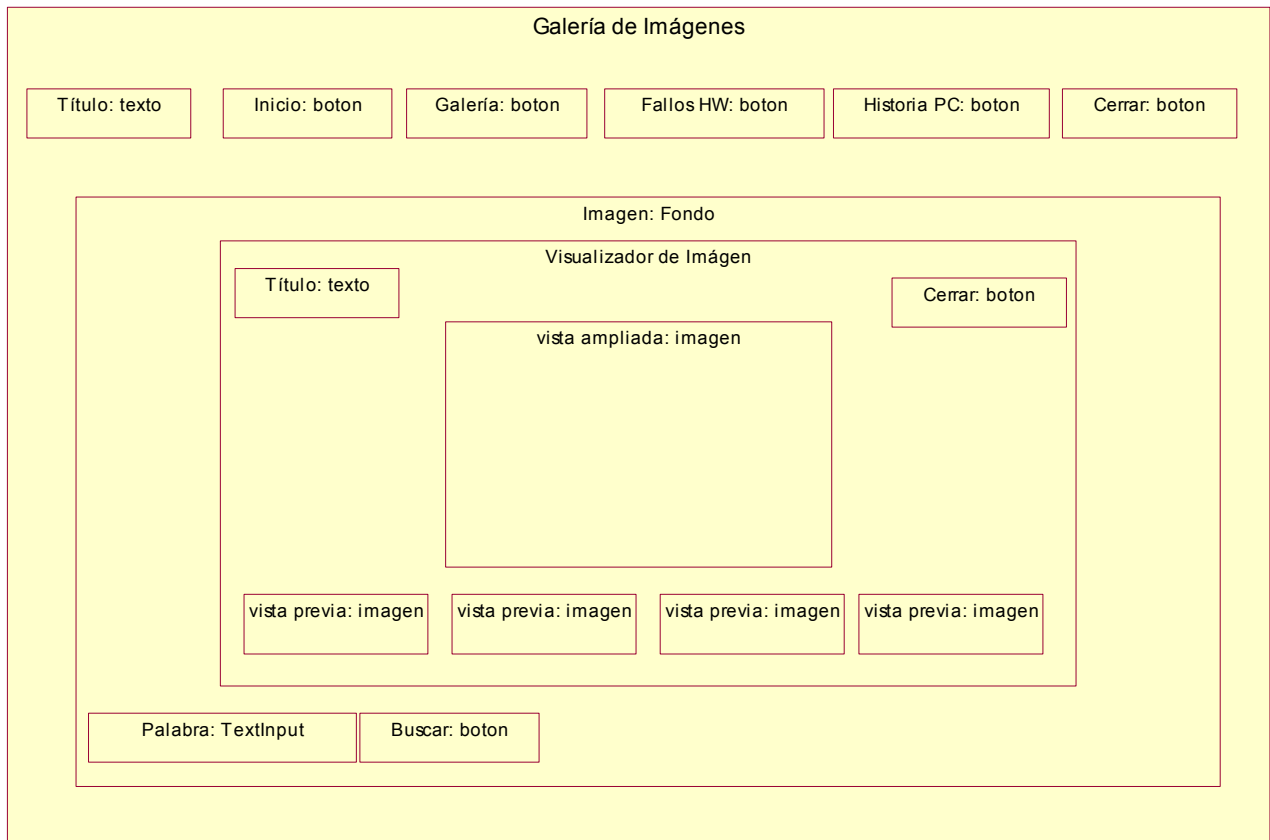 Galería de Imágenes
Título: texto
Inicio: boton
Galería: boton
Fallos HW: boton
Historia PC: boton
Cerrar: boton
Imagen: Fondo
Visualizador de Imágen
Título: texto
Cerrar: boton
vista ampliada: imagen
vista previa: imagen
vista previa: imagen
vista previa: imagen
vista previa: imagen
Palabra: TextInput
Buscar: boton